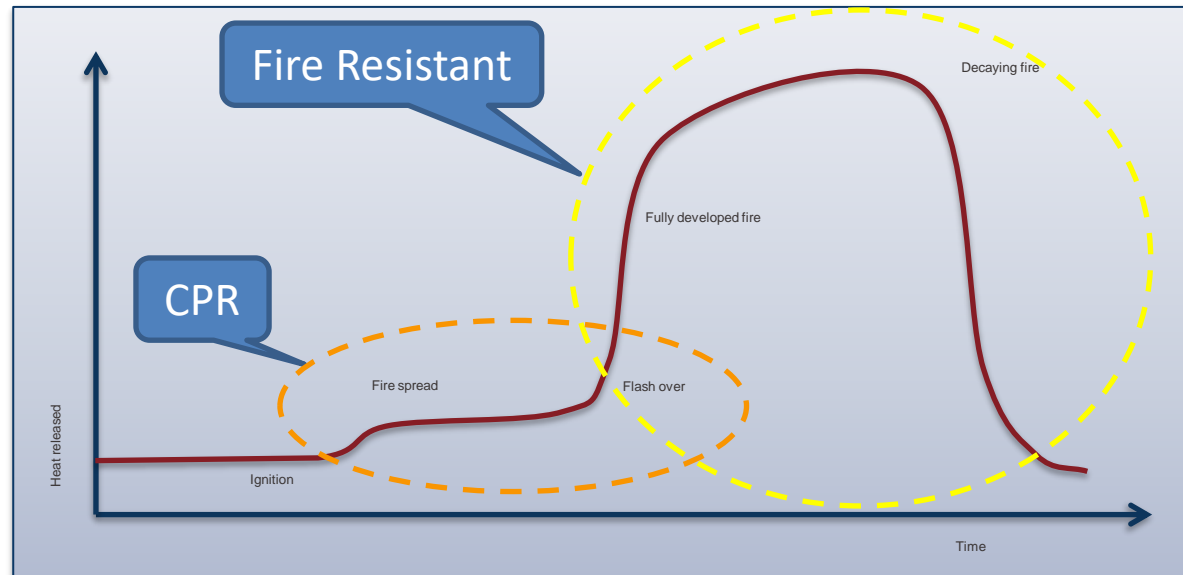 Fire Resistant
Decaying fire
Fully developed fire
CPR
Fire spread
Flash over
Heat released
Ignition
Time